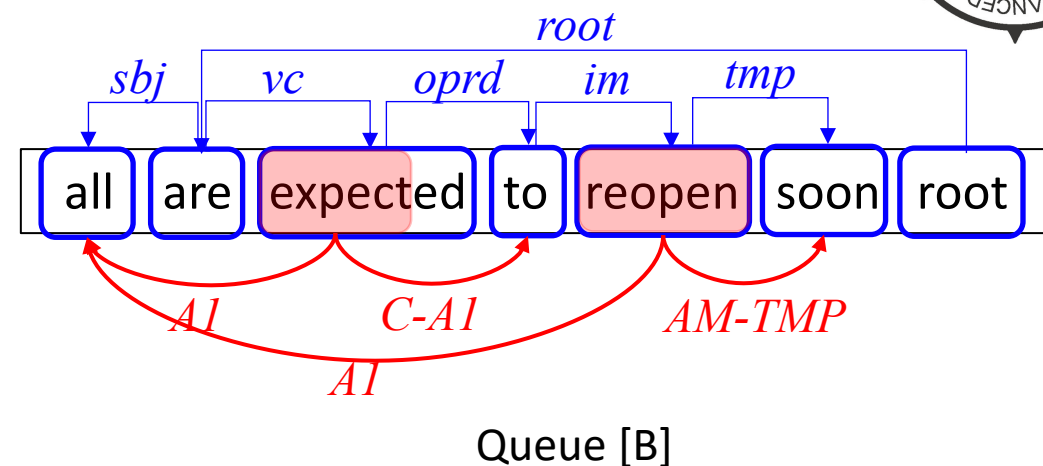 root
sbj vc oprd im tmp
all are expected to reopen soon root
A1 C-A1 AM-TMP
A1
Queue [B]